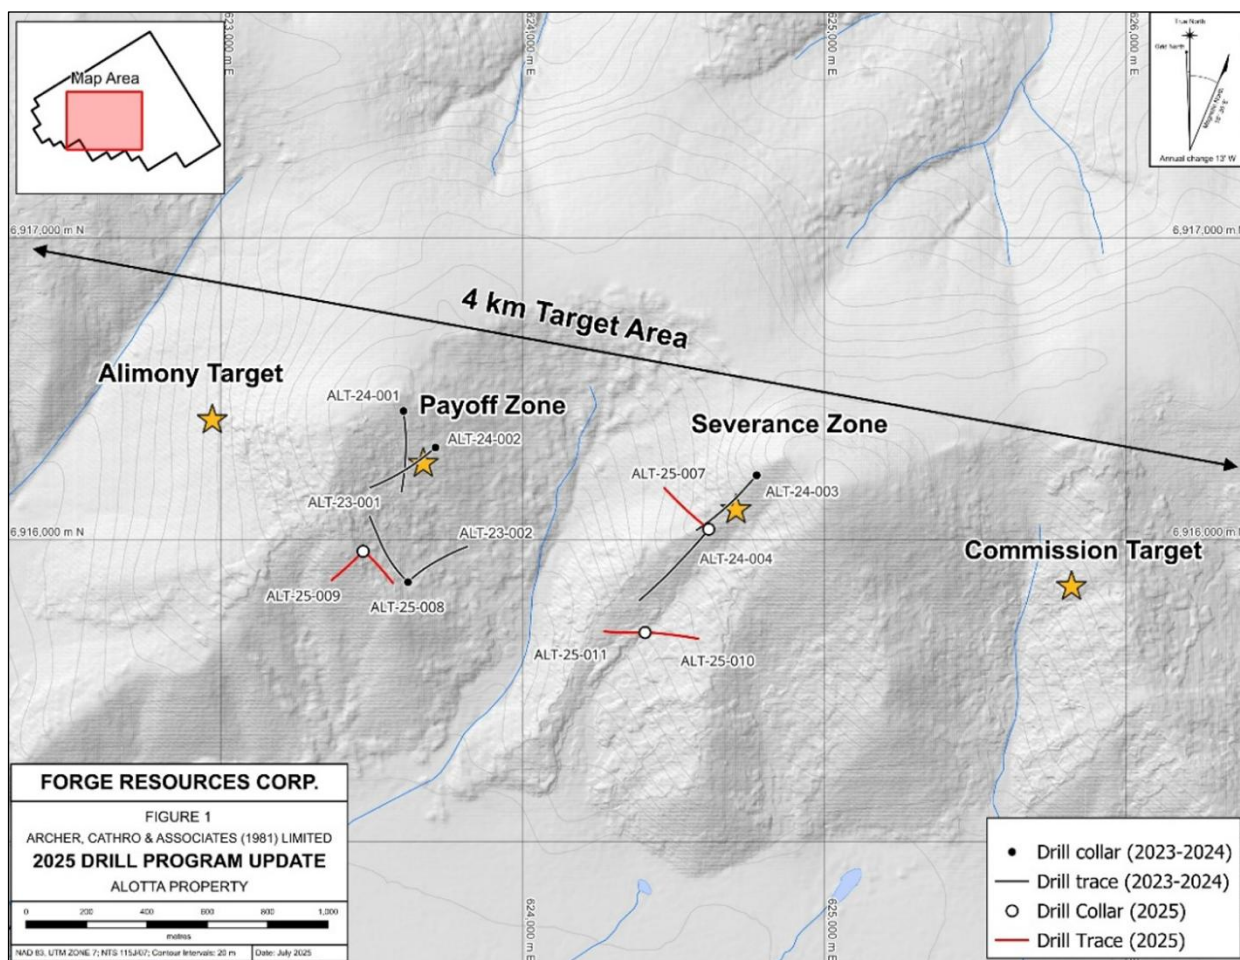 623,000 m E
624,000 m E
625,000 m E
626,000 m E
Map Area
True North
Grid North
Magnetic North
Annual change 13' W
6,917,000 m N
6,917,000 m N
4 km Target Area
Alimony Target
ALT-24-001
Payoff Zone
ALT-24-002
Severance Zone
ALT-23-001
ALT-25-007
ALT-24-003
ALT-23-002
6,916,000 m N
6,916,000 m N
ALT-24-004
Commission Target
ALT-25-009
ALT-25-008
ALT-25-011
ALT-25-010
FORGE RESOURCES CORP.
FIGURE 1
ARCHER, CATHRO & ASSOCIATES (1981) LIMITED
2025 DRILL PROGRAM UPDATE
ALOTTA PROPERTY
0 200 400 600 800 1,000
metres
NAD 83, UTM ZONE 7; NTS 115J/07; Contour Intervals: 20 m
Date: July 2025
624,000 m E
625,000 m E
626,000 m E
Drill collar (2023-2024)
Drill trace (2023-2024)
Drill Collar (2025)
Drill Trace (2025)